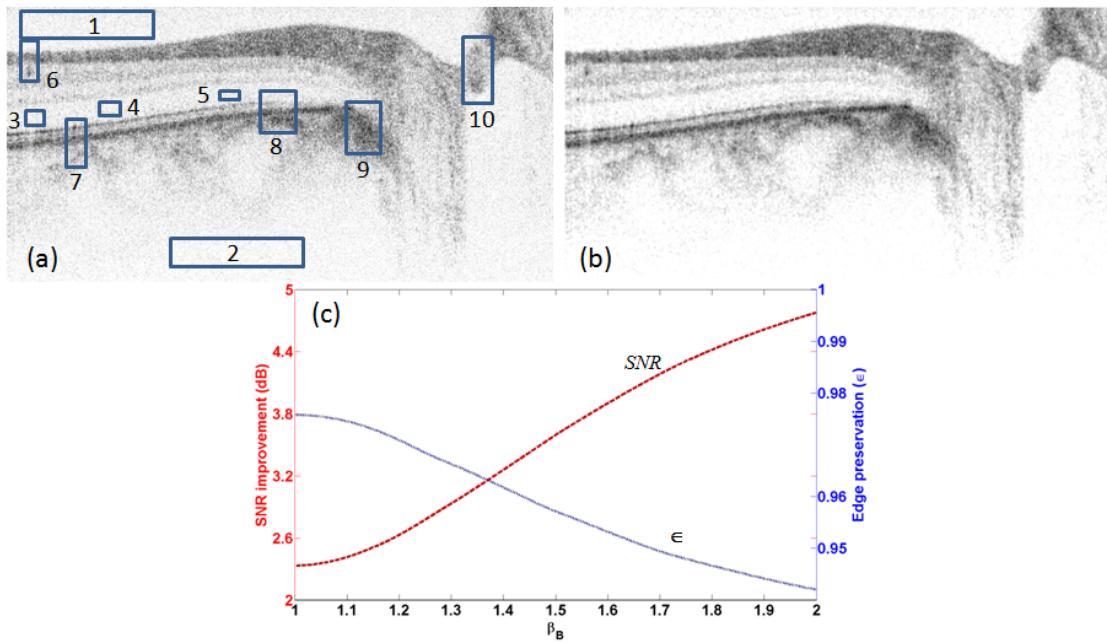 1
6
3
4
5
7
8
9
10
2
(a)
(b)
(c)
5
4.4
3.8
3.2
2.6
2
SNR improvement (dB)
SNR
∊
1
0.99
0.98
0.97
0.96
0.95
Edge preservation (∊)
1 1.1 1.2 1.3 1.4 1.5 1.6 1.7 1.8 1.9 2
β_B